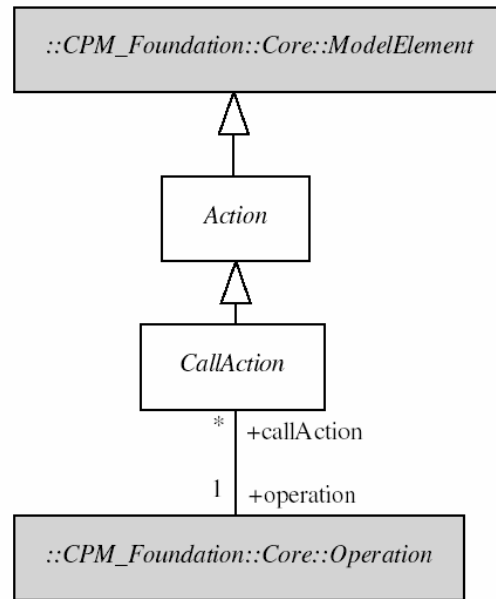 ::CPM_Foundation::Core::ModelElement
Action
CallAction
* +callAction
1 +operation
::CPM_Foundation::Core::Operation